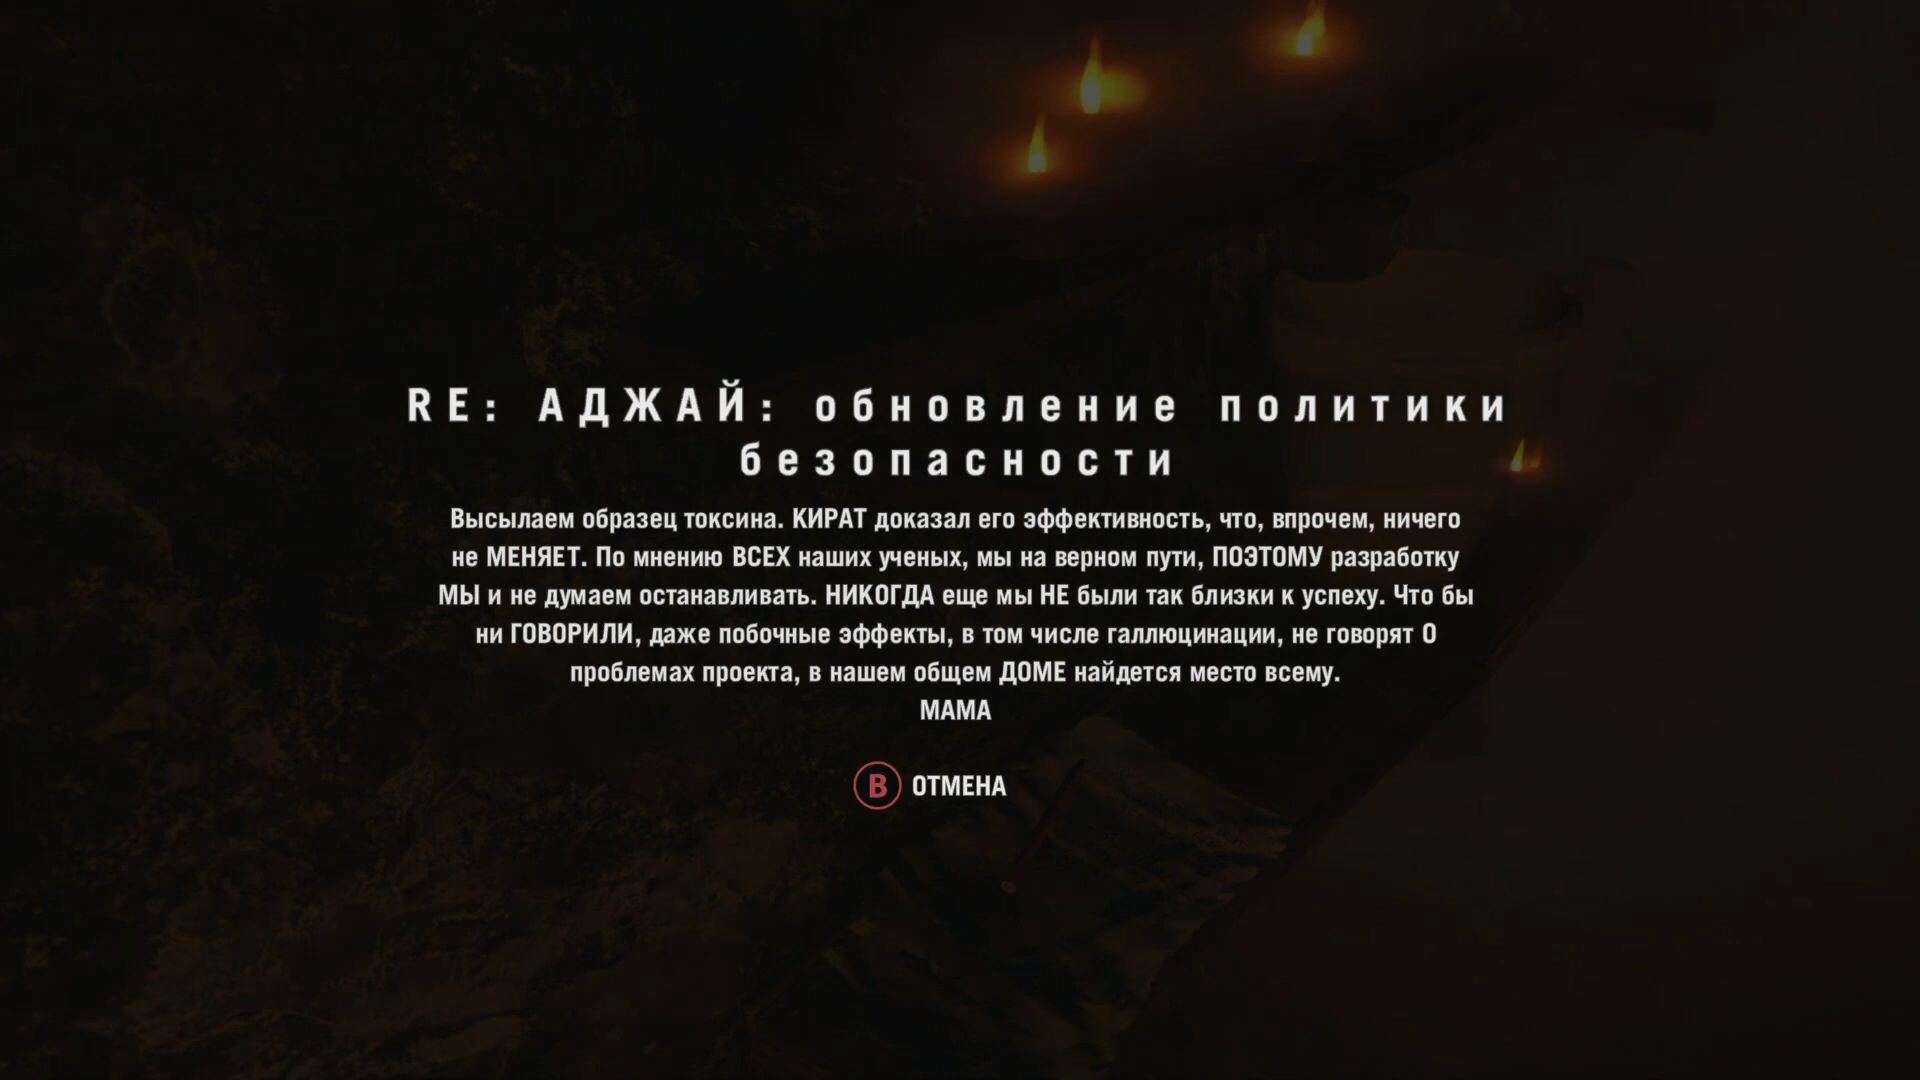 RE: АДЖАЙ: обновление политики
безопасности
Высылаем образец токсина. КИРАТ доказал его эффективность, что, впрочем, ничего
не МЕНЯЕТ. По мнению ВСЕХ наших ученых, мы на верном пути, ПОЭТОМУ разработку
МЫ и не думаем останавливать. НИКОГДА еще мы НЕ были так близки к успеху. Что бы
ни ГОВОРИЛИ, даже побочные эффекты, в том числе галлюцинации, не говорят О
проблемах проекта, в нашем общем ДОМЕ найдется место всему.
МАМА
B ОТМЕНА